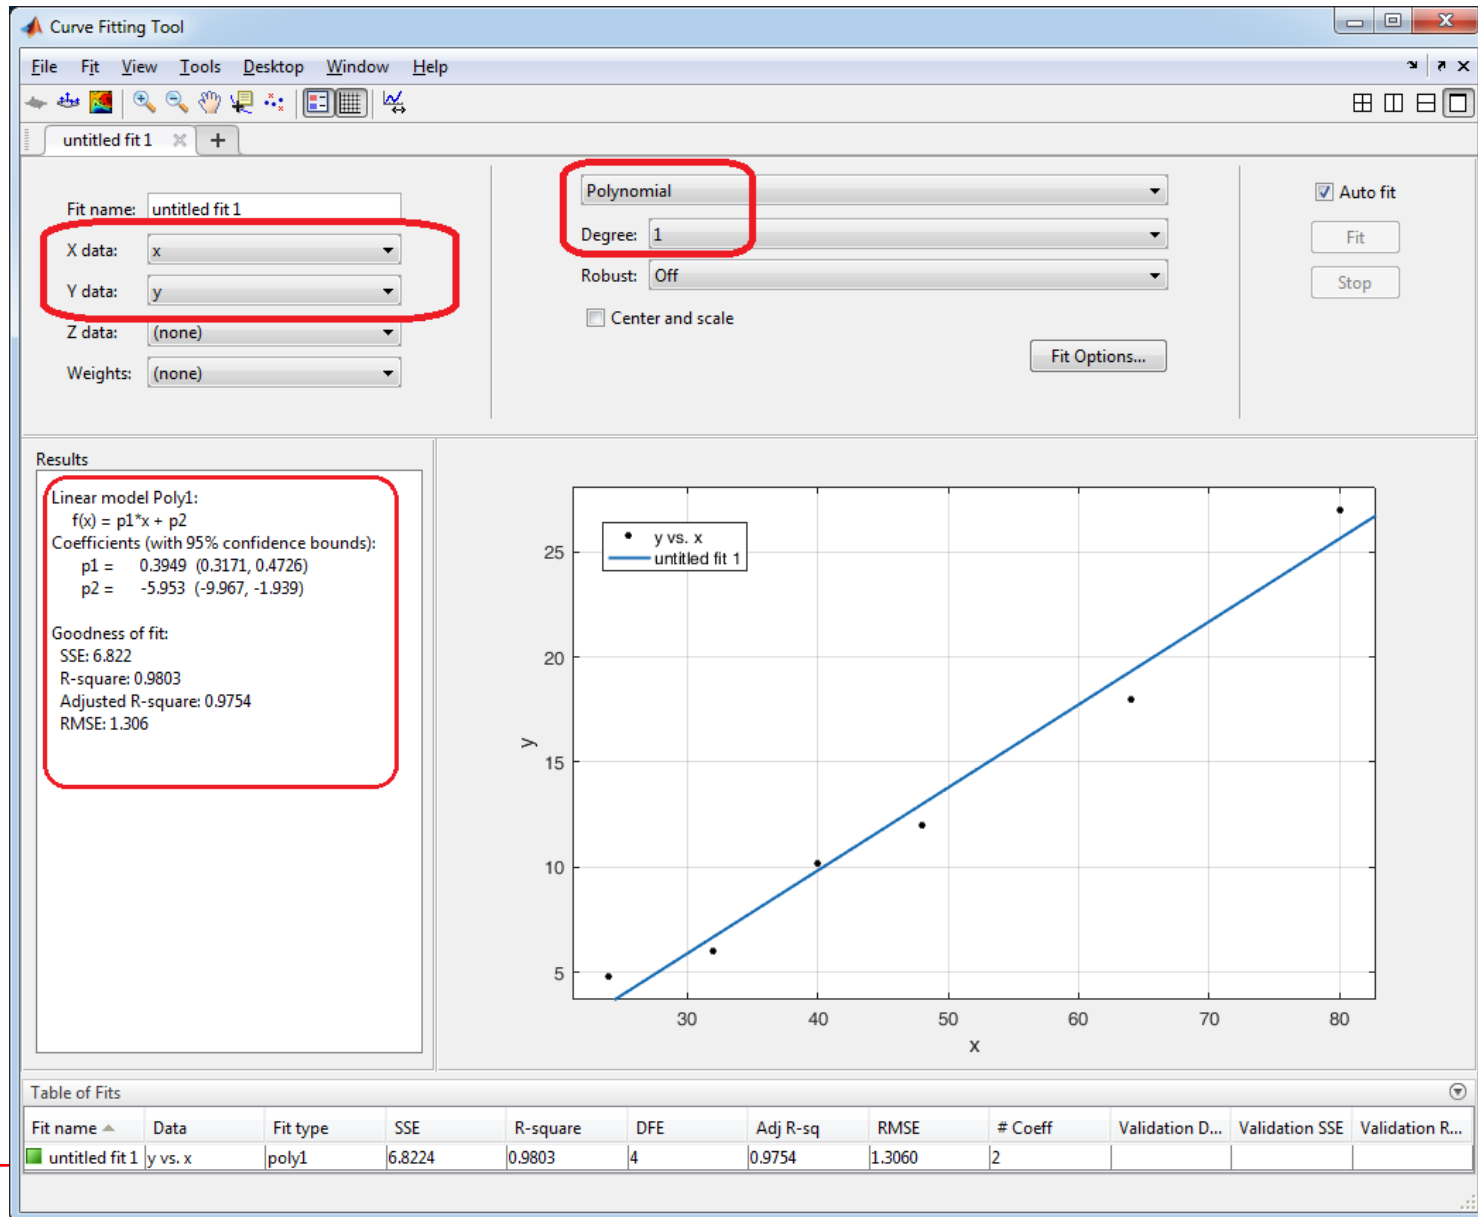 Curve Fitting Tool
File Fit View Tools Desktop Window Help
untitled fit 1
Fit name: untitled fit 1
X data: x
Y data: y
Z data: (none)
Weights: (none)
Polynomial
Degree: 1
Robust: Off
Center and scale
Fit Options...
Auto fit
Fit
Stop
Results
Linear model Poly1:
f(x) = p1*x + p2
Coefficients (with 95% confidence bounds):
p1 = 0.3949 (0.3171, 0.4726)
p2 = -5.953 (-9.967, -1.939)
Goodness of fit:
SSE: 6.822
R-square: 0.9803
Adjusted R-square: 0.9754
RMSE: 1.306
y vs. x
untitled fit 1
25
20
15
10
5
y
30 40 50 60 70 80
x
Table of Fits
Fit name Data Fit type SSE R-square DFE Adj R-sq RMSE # Coeff Validation D... Validation SSE Validation R...
untitled fit 1 y vs. x poly1 6.8224 0.9803 4 0.9754 1.3060 2